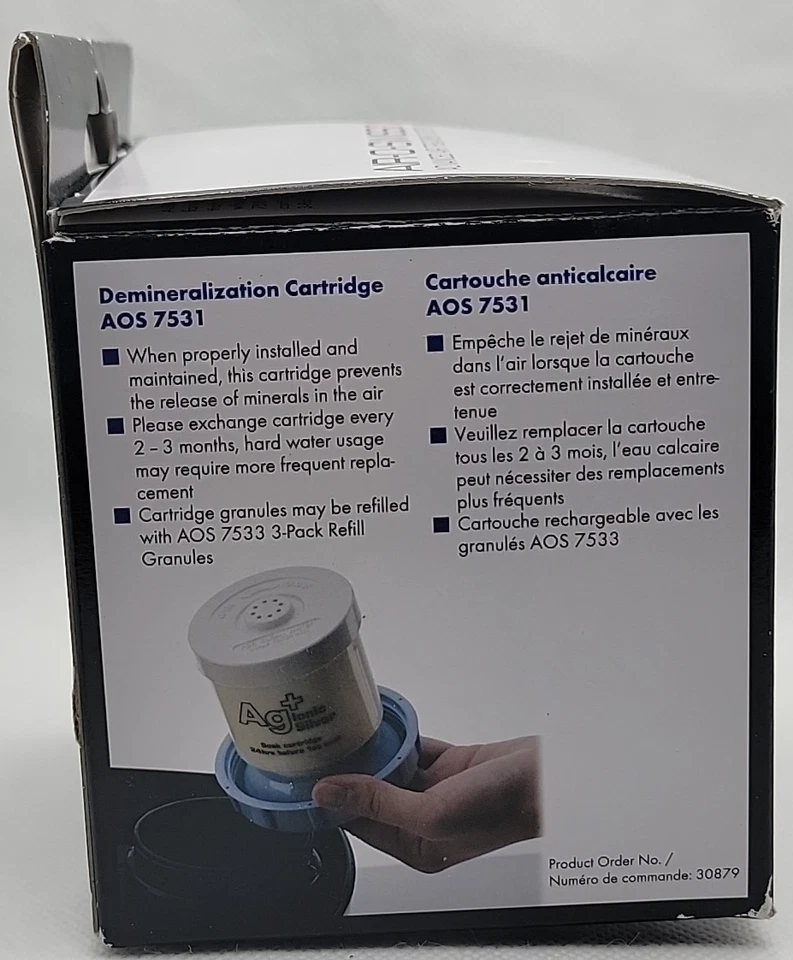 Demineralization Cartridge
AOS 7531
When properly installed and
maintained, this cartridge prevents
the release of minerals in the air
Please exchange cartridge every
2 – 3 months, hard water usage
may require more frequent repla-
cement
Cartridge granules may be refilled
with AOS 7533 3-Pack Refill
Granules
Cartouche anticalcaire
AOS 7531
Empêche le rejet de minéraux
dans l'air lorsque la cartouche
est correctement installée et entre-
tenue
Veuillez remplacer la cartouche
tous les 2 à 3 mois, l'eau calcaire
peut nécessiter des remplacements
plus fréquents
Cartouche rechargeable avec les
granulés AOS 7533
Ag+
Ionic
Silver
Soak cartridge
24hrs before
Product Order No. /
Numéro de commande: 30879